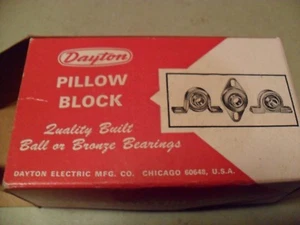 Dayton
PILLOW
BLOCK
Quality Built
Ball or Bronze Bearings
DAYTON ELECTRIC MFG. CO. CHICAGO 60648, U.S.A.